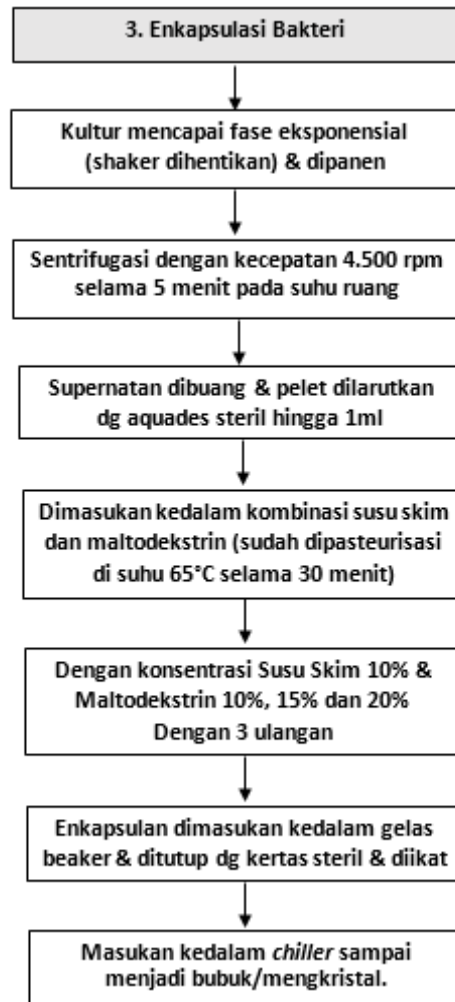 3. Enkapsulasi Bakteri
Kultur mencapai fase eksponensial
(shaker dihentikan) & dipanen
Sentrifugasi dengan kecepatan 4.500 rpm
selama 5 menit pada suhu ruang
Supernatan dibuang & pelet dilarutkan
dg aquades steril hingga 1ml
Dimasukan kedalam kombinasi susu skim
dan maltodekstrin (sudah dipasteurisasi
di suhu 65°C selama 30 menit)
Dengan konsentrasi Susu Skim 10% &
Maltodekstrin 10%, 15% dan 20%
Dengan 3 ulangan
Enkapsulan dimasukan kedalam gelas
beaker & ditutup dg kertas steril & diikat
Masukan kedalam chiller sampai
menjadi bubuk/mengkristal.